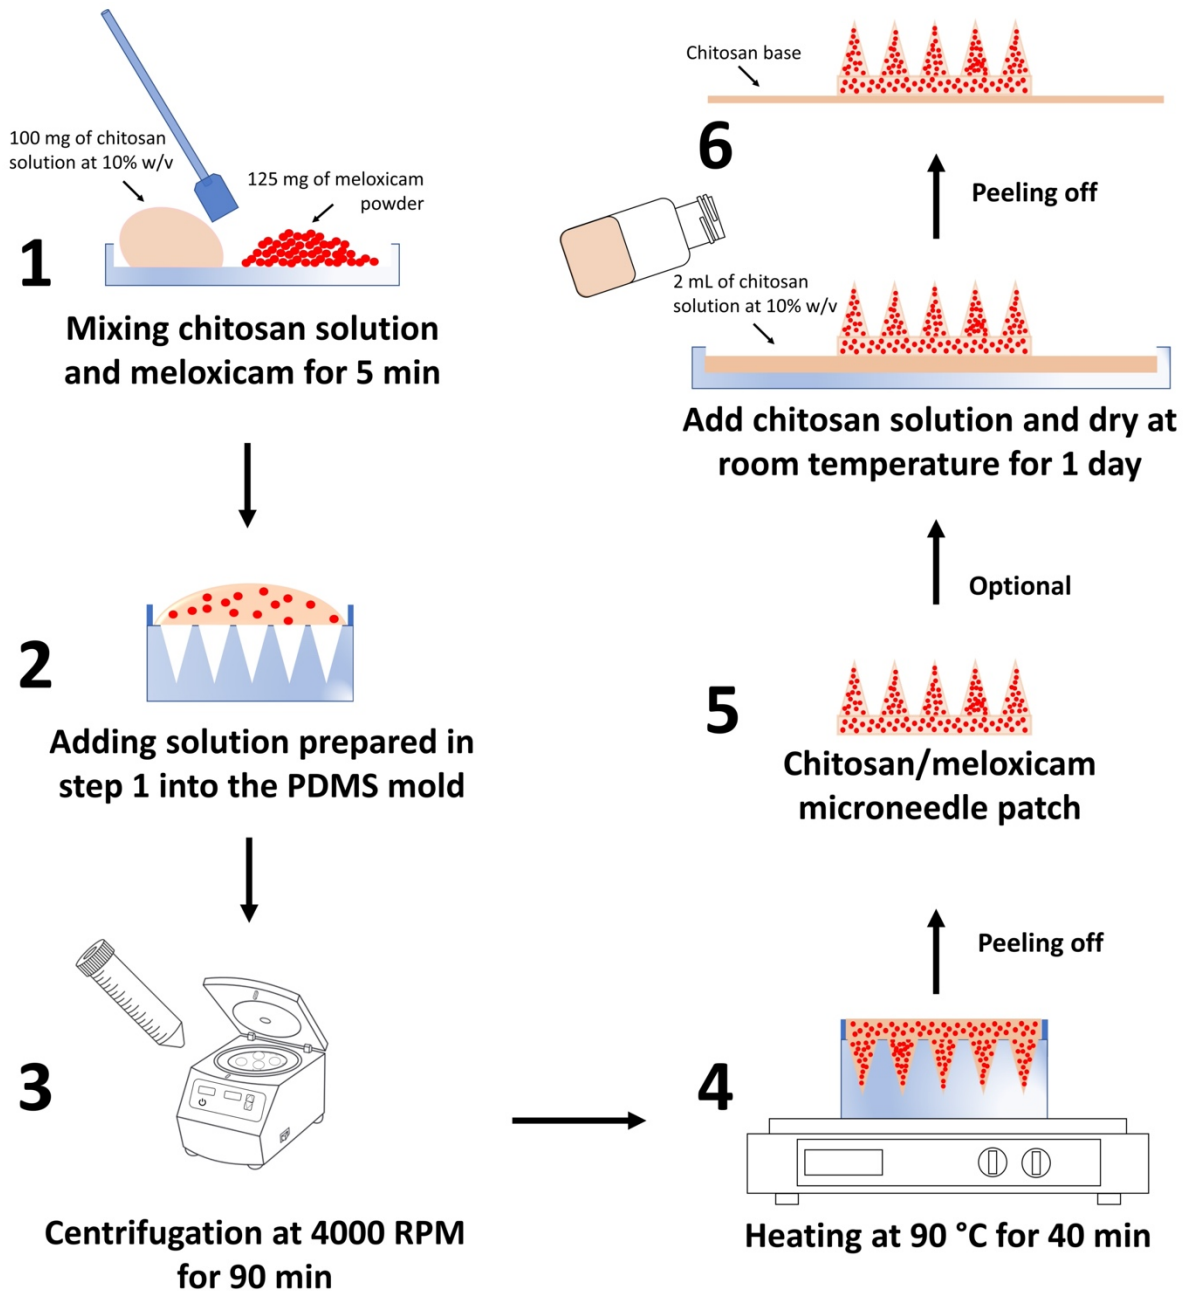 100 mg of chitosan
solution at 10% w/v
125 mg of meloxicam
powder
1
Mixing chitosan solution
and meloxicam for 5 min
2
Adding solution prepared in
step 1 into the PDMS mold
3
Centrifugation at 4000 RPM
for 90 min
4
Heating at 90 °C for 40 min
Peeling off
5
Chitosan/meloxicam
microneedle patch
Optional
2 mL of chitosan
solution at 10% w/v
Add chitosan solution and dry at
room temperature for 1 day
Peeling off
6
Chitosan base